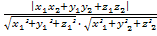 |x₁x₂+y₁y₂+z₁z₂|
√x₁²+y₁²+z₁² · √x₂²+y₂²+z₂²